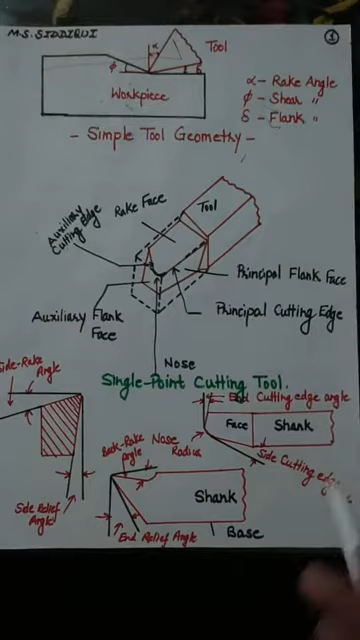 M.S. SIDDIQUI
1
α
Tool
φ
δ
Workpiece
α - Rake Angle
φ - Shear "
δ - Flank "
- Simple Tool Geometry -
Tool
Rake Face
Auxiliary Cutting Edge
Principal Flank Face
Principal Cutting Edge
Auxiliary Flank Face
Nose
Single-Point Cutting Tool.
Side-Rake Angle
Side Relief Angle
End Cutting edge angle
Face
Shank
Side Cutting edge
Back-Rake Angle
Nose Radius
Shank
End Relief Angle
Base